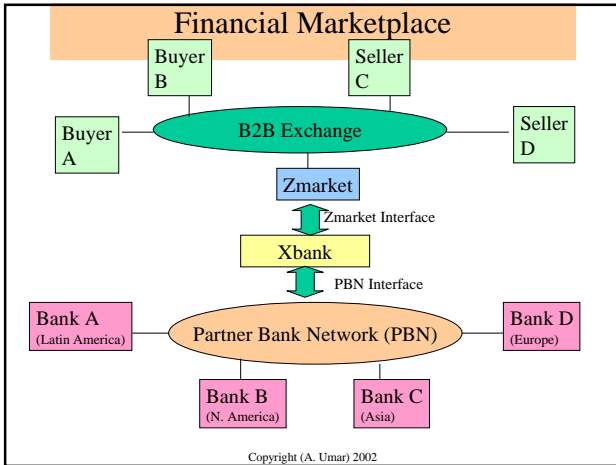 Financial Marketplace
Buyer
B
Seller
C
Buyer
A
B2B Exchange
Seller
D
Zmarket
Zmarket Interface
Xbank
PBN Interface
Bank A
(Latin America)
Partner Bank Network (PBN)
Bank D
(Europe)
Bank B
(N. America)
Bank C
(Asia)
Copyright (A. Umar) 2002